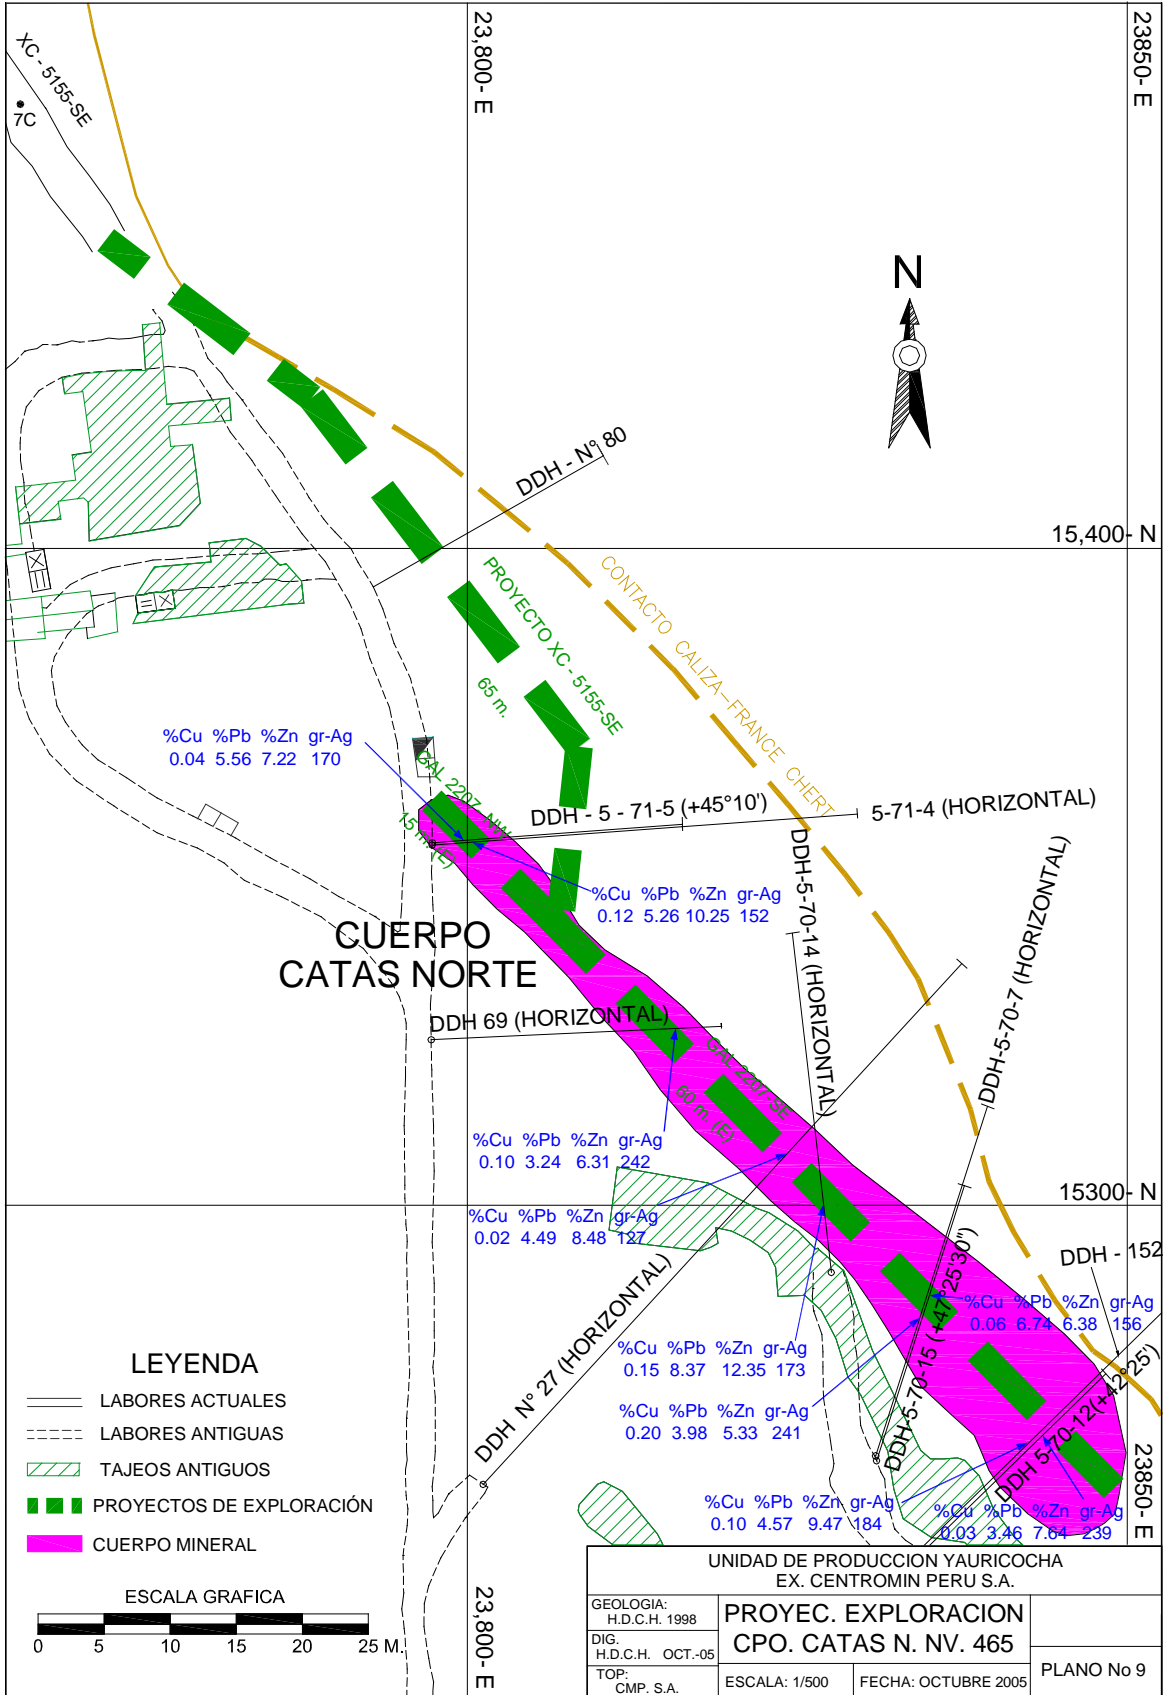 XC - 5155-SE
7C
23,800- E
23850- E
N
DDH - N° 80
15,400- N
CONTACTO CALIZA-FRANCE CHERT
PROYECTO XC - 5155-SE
65 m.
%Cu %Pb %Zn gr-Ag
0.04 5.56 7.22 170
GAL 2207- NW
15 m. (E)
DDH - 5 - 71-5 (+45°10')
5-71-4 (HORIZONTAL)
DDH-5-70-14 (HORIZONTAL)
DDH-5-70-7 (HORIZONTAL)
%Cu %Pb %Zn gr-Ag
0.12 5.26 10.25 152
CUERPO
CATAS NORTE
DDH 69 (HORIZONTAL)
GAL 2207-SE
60 m. (E)
%Cu %Pb %Zn gr-Ag
0.10 3.24 6.31 242
15300- N
%Cu %Pb %Zn gr-Ag
0.02 4.49 8.48 127
DDH N° 27 (HORIZONTAL)
DDH - 152
DDH-5-70-15 (+47°25'30")
%Cu %Pb %Zn gr-Ag
0.06 6.74 6.38 156
%Cu %Pb %Zn gr-Ag
0.15 8.37 12.35 173
%Cu %Pb %Zn gr-Ag
0.20 3.98 5.33 241
DDH 5-70-12(+42°25')
%Cu %Pb %Zn gr-Ag
0.10 4.57 9.47 184
%Cu %Pb %Zn gr-Ag
0.03 3.46 7.64 239
23850- E
23,800- E
LEYENDA
LABORES ACTUALES
LABORES ANTIGUAS
TAJEOS ANTIGUOS
PROYECTOS DE EXPLORACIÓN
CUERPO MINERAL
ESCALA GRAFICA
0 5 10 15 20 25 M.
UNIDAD DE PRODUCCION YAURICOCHA
EX. CENTROMIN PERU S.A.
GEOLOGIA:
H.D.C.H. 1998
DIG.
H.D.C.H. OCT.-05
TOP:
CMP. S.A.
PROYEC. EXPLORACION
CPO. CATAS N. NV. 465
ESCALA: 1/500
FECHA: OCTUBRE 2005
PLANO No 9